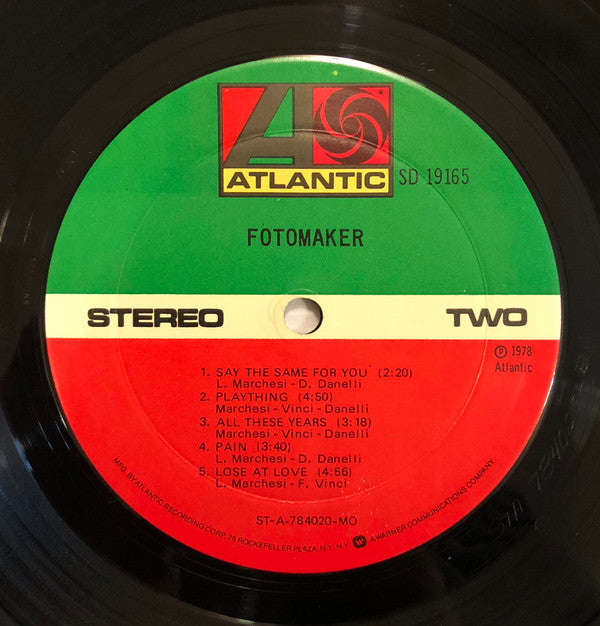 ATLANTIC
®
SD 19165
FOTOMAKER
STEREO
TWO
℗ 1978
Atlantic
1. SAY THE SAME FOR YOU (2:20)
L. Marchesi - D. Danelli
2. PLAYTHING (4:50)
Marchesi - Vinci - Danelli
3. ALL THESE YEARS (3:18)
Marchesi - Vinci - Danelli
4. PAIN (3:40)
L. Marchesi - D. Danelli
5. LOSE AT LOVE (4:56)
L. Marchesi - F. Vinci
ST-A-784020-MO
MFG. BY ATLANTIC RECORDING CORP., 75 ROCKEFELLER PLAZA, N.Y., N.Y. A WARNER COMMUNICATIONS COMPANY